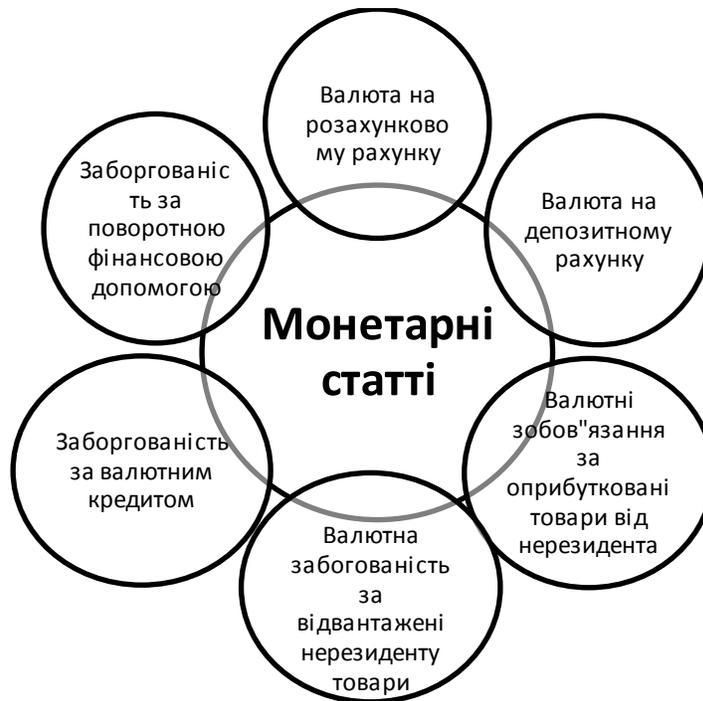 Валюта на
розахунково
му рахунку
Валюта на
депозитному
рахунку
Валютні
зобов"язання
за
оприбутковані
товари від
нерезидента
Валютна
забогованість
за
відвантажені
нерезиденту
товари
Заборгованість
за валютним
кредитом
Заборгованіс
ть за
поворотною
фінансовою
допомогою
Монетарні
статті